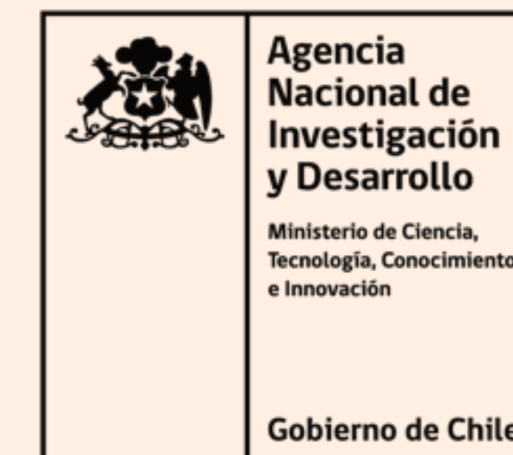 Agencia
Nacional de
Investigación
y Desarrollo
Ministerio de Ciencia,
Tecnología, Conocimiento
e Innovación
Gobierno de Chile